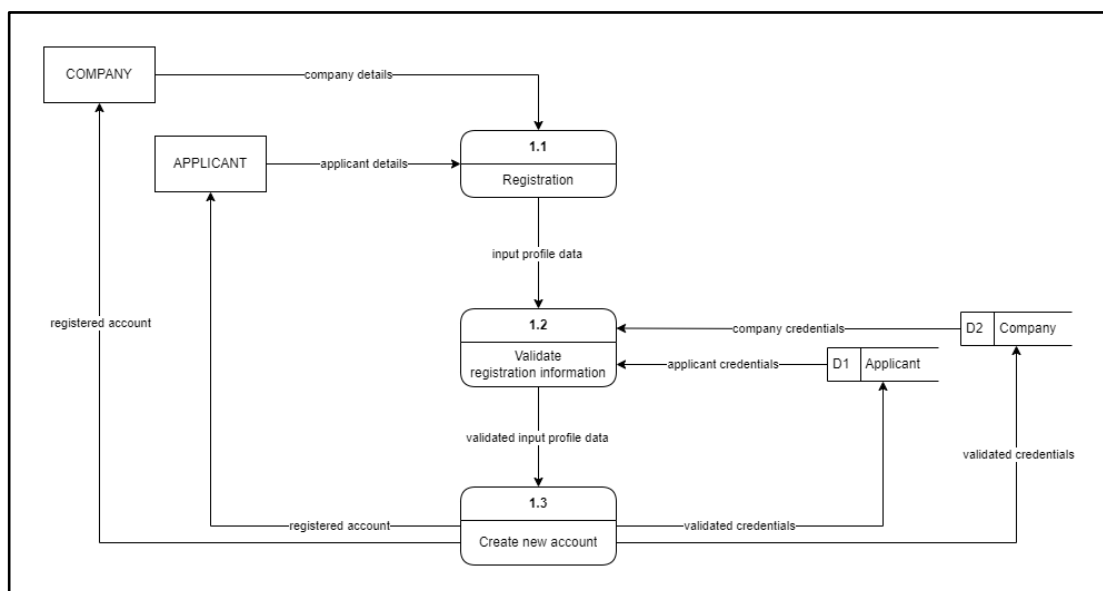 COMPANY
company details
1.1
APPLICANT
applicant details
Registration
input profile data
registered account
1.2
company credentials
D2
Company
Validate
registration information
applicant credentials
D1
Applicant
validated input profile data
validated credentials
1.3
registered account
validated credentials
Create new account